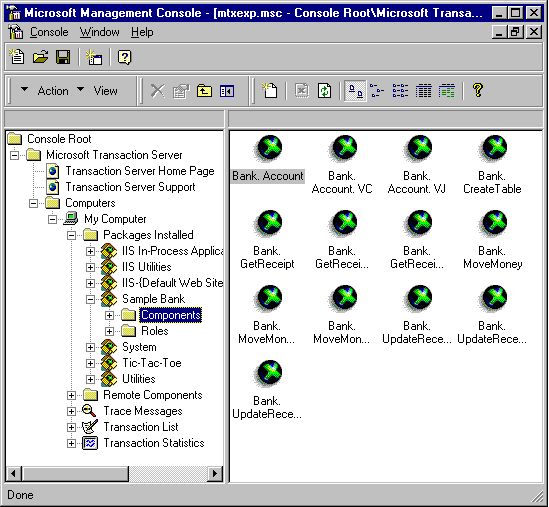 Microsoft Management Console - [mtxexp.msc - Console Root\Microsoft Transa...
Console Window Help
Action View
Console Root
Microsoft Transaction Server
Transaction Server Home Page
Transaction Server Support
Computers
My Computer
Packages Installed
IIS In-Process Applica
IIS Utilities
IIS-{Default Web Site
Sample Bank
Components
Roles
System
Tic-Tac-Toe
Utilities
Remote Components
Trace Messages
Transaction List
Transaction Statistics
Bank. Account
Bank.
Account. VC
Bank.
Account. VJ
Bank.
CreateTable
Bank.
GetReceipt
Bank.
GetRecei...
Bank.
GetRecei...
Bank.
MoveMoney
Bank.
MoveMon...
Bank.
MoveMon...
Bank.
UpdateRece...
Bank.
UpdateRece...
Bank.
UpdateRece...
Done